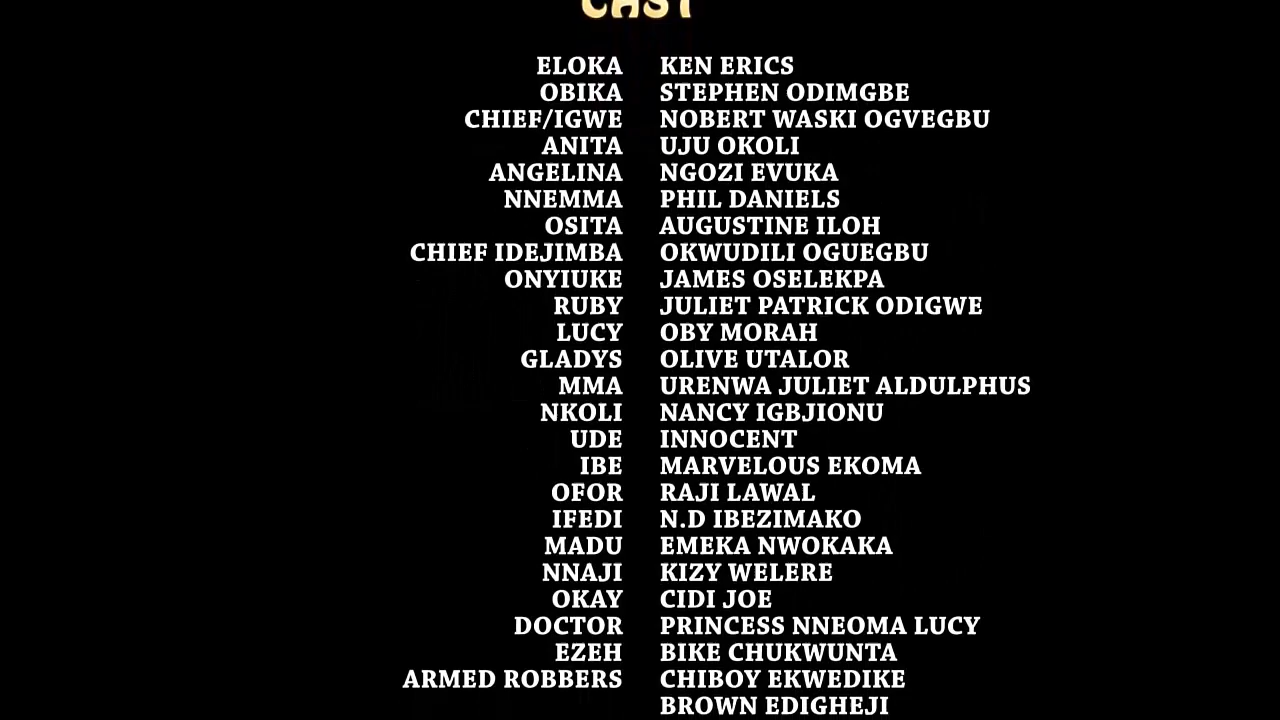 CAST
ELOKA KEN ERICS
OBIKA STEPHEN ODIMGBE
CHIEF/IGWE NOBERT WASKI OGVEGBU
ANITA UJU OKOLI
ANGELINA NGOZI EVUKA
NNEMMA PHIL DANIELS
OSITA AUGUSTINE ILOH
CHIEF IDEJIMBA OKWUDILI OGUEGBU
ONYIUKE JAMES OSELEKPA
RUBY JULIET PATRICK ODIGWE
LUCY OBY MORAH
GLADYS OLIVE UTALOR
MMA URENWA JULIET ALDULPHUS
NKOLI NANCY IGBJIONU
UDE INNOCENT
IBE MARVELOUS EKOMA
OFOR RAJI LAWAL
IFEDI N.D IBEZIMAKO
MADU EMEKA NWOKAKA
NNAJI KIZY WELERE
OKAY CIDI JOE
DOCTOR PRINCESS NNEOMA LUCY
EZEH BIKE CHUKWUNTA
ARMED ROBBERS CHIBOY EKWEDIKE
BROWN EDIGHEJI